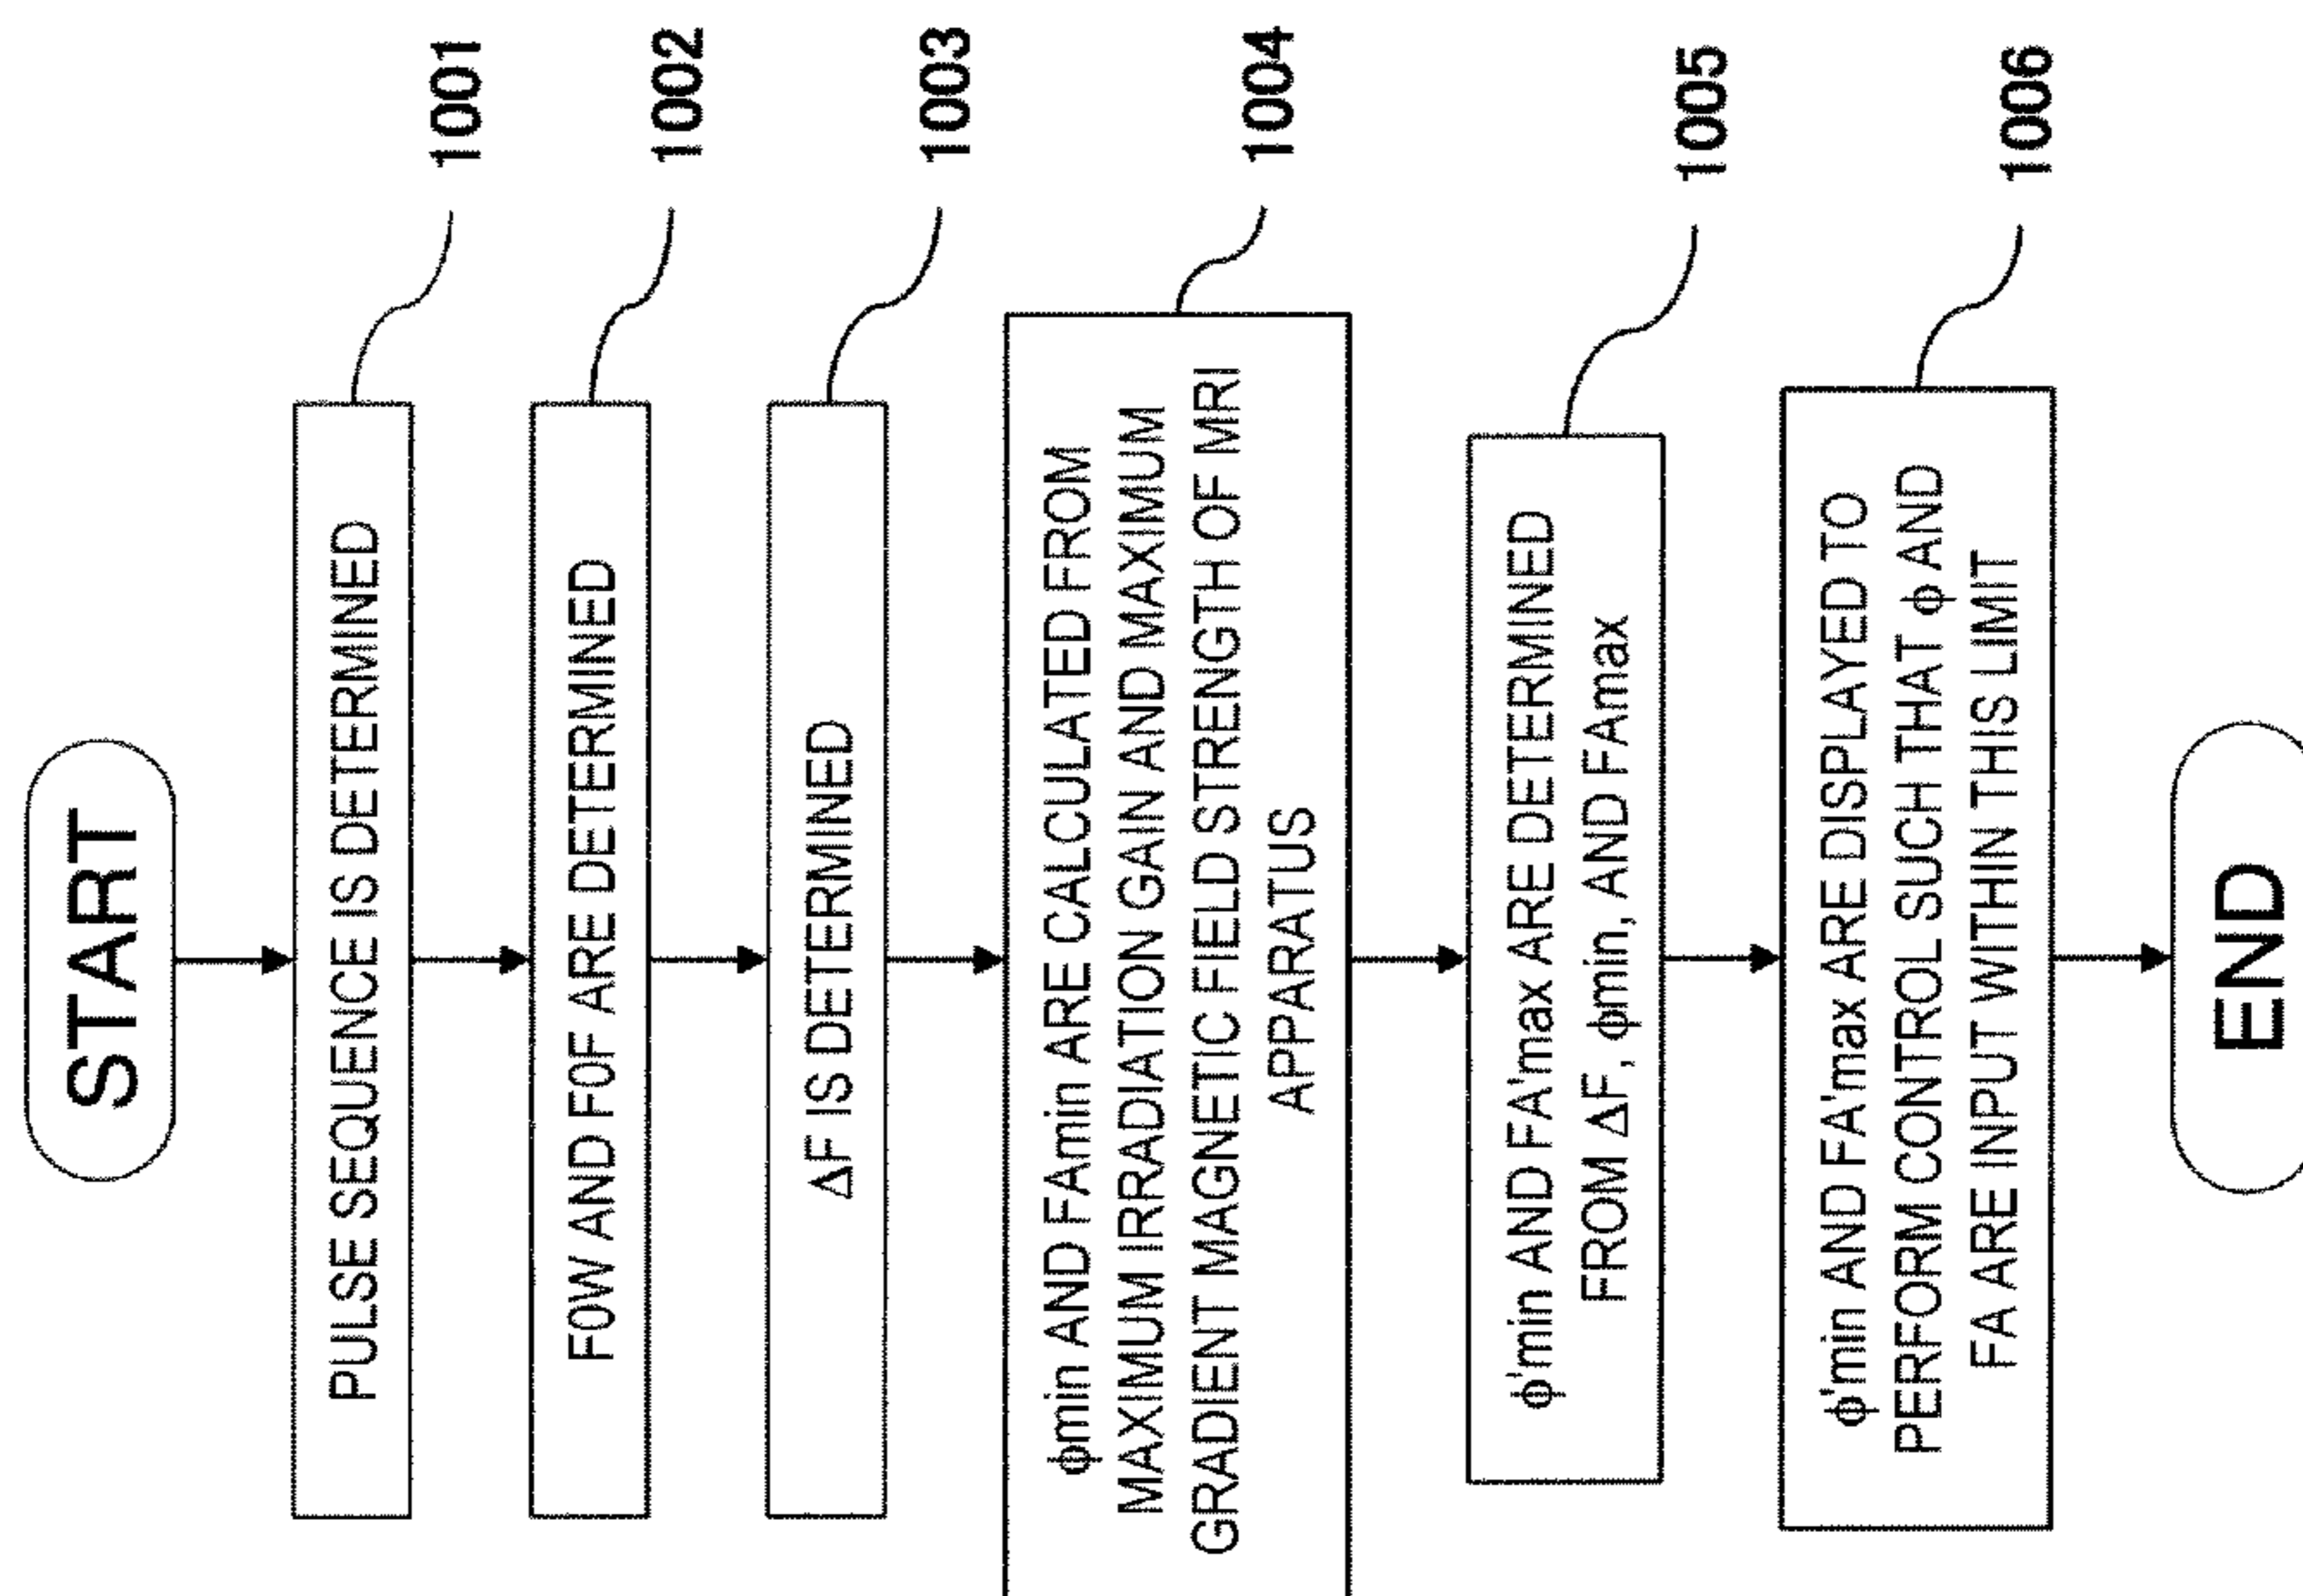 START
PULSE SEQUENCE IS DETERMINED
1001
F0W AND F0F ARE DETERMINED
1002
ΔF IS DETERMINED
1003
ϕmin AND FAmin ARE CALCULATED FROM
MAXIMUM IRRADIATION GAIN AND MAXIMUM
GRADIENT MAGNETIC FIELD STRENGTH OF MRI
APPARATUS
1004
ϕ'min AND FA'max ARE DETERMINED
FROM ΔF, ϕmin, AND FAmax
1005
ϕ'min AND FA'max ARE DISPLAYED TO
PERFORM CONTROL SUCH THAT ϕ AND
FA ARE INPUT WITHIN THIS LIMIT
1006
END